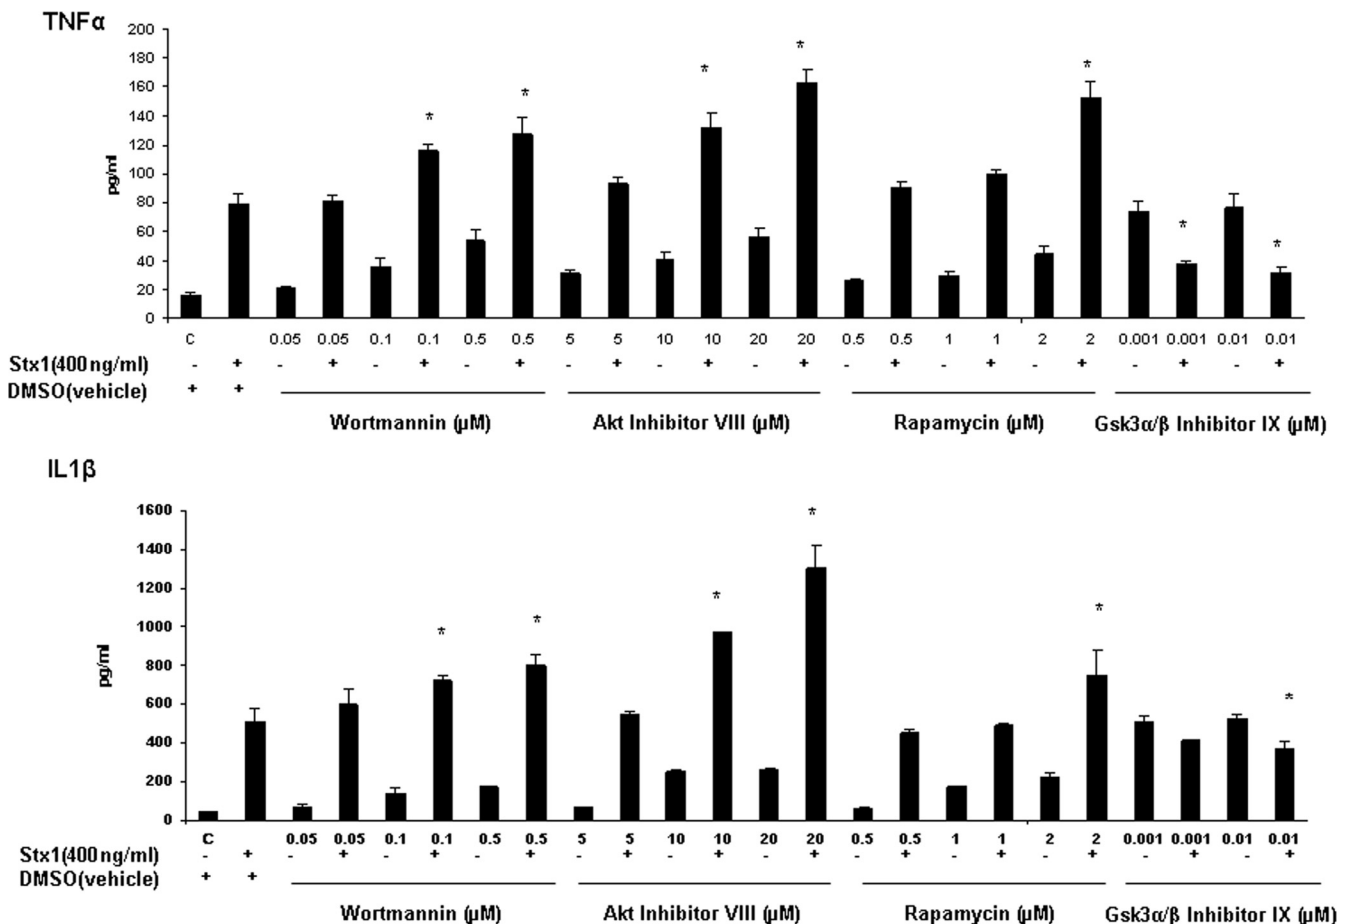 TNFα
200
180
160
140
120
100
80
60
40
20
0
pg/ml
* * * * * * *
C 0.05 0.05 0.1 0.1 0.5 0.5 5 5 10 10 20 20 0.5 0.5 1 1 2 2 0.001 0.001 0.01 0.01
Stx1(400ng/ml) - + - + - + - + - + - + - + - + - + - + - + - +
DMSO(vehicle) + +
Wortmannin (µM) Akt Inhibitor VIII (µM) Rapamycin (µM) Gsk3α/β Inhibitor IX (µM)
IL1β
1600
1400
1200
1000
800
600
400
200
0
pg/ml
* * * * * *
C 0.05 0.05 0.1 0.1 0.5 0.5 5 5 10 10 20 20 0.5 0.5 1 1 2 2 0.001 0.001 0.01 0.01
Stx1(400ng/ml) - + - + - + - + - + - + - + - + - + - + - + - +
DMSO(vehicle) + +
Wortmannin (µM) Akt Inhibitor VIII (µM) Rapamycin (µM) Gsk3α/β Inhibitor IX (µM)